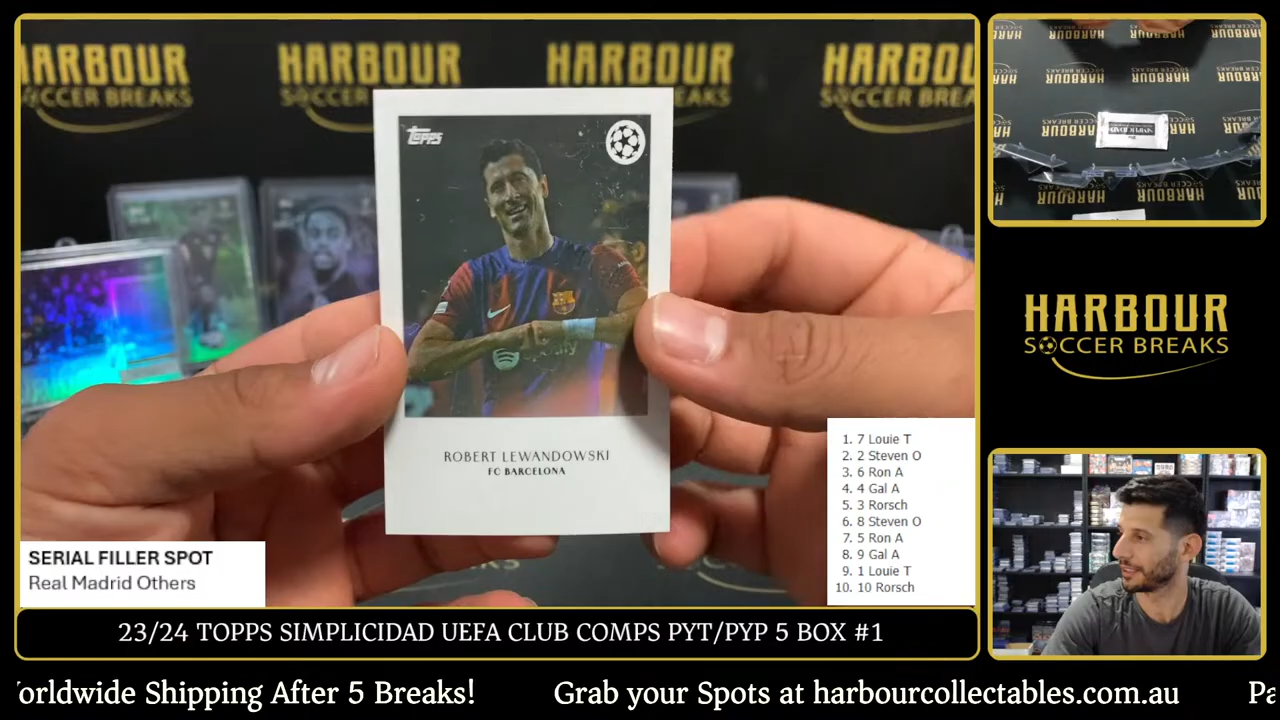 HARBOUR
SOCCER BREAKS
HARBOUR
SOCCER BREAKS
HARBOUR
BREAKS
HARBOUR
SOCCER BREAKS
topps
ROBERT LEWANDOWSKI
FC BARCELONA
SERIAL FILLER SPOT
Real Madrid Others
1. 7 Louie T
2. 2 Steven O
3. 6 Ron A
4. 4 Gal A
5. 3 Rorsch
6. 8 Steven O
7. 5 Ron A
8. 9 Gal A
9. 1 Louie T
10. 10 Rorsch
HARBOUR
SOCCER BREAKS
23/24 TOPPS SIMPLICIDAD UEFA CLUB COMPS PYT/PYP 5 BOX #1
orldwide Shipping After 5 Breaks! Grab your Spots at harbourcollectables.com.au Pa